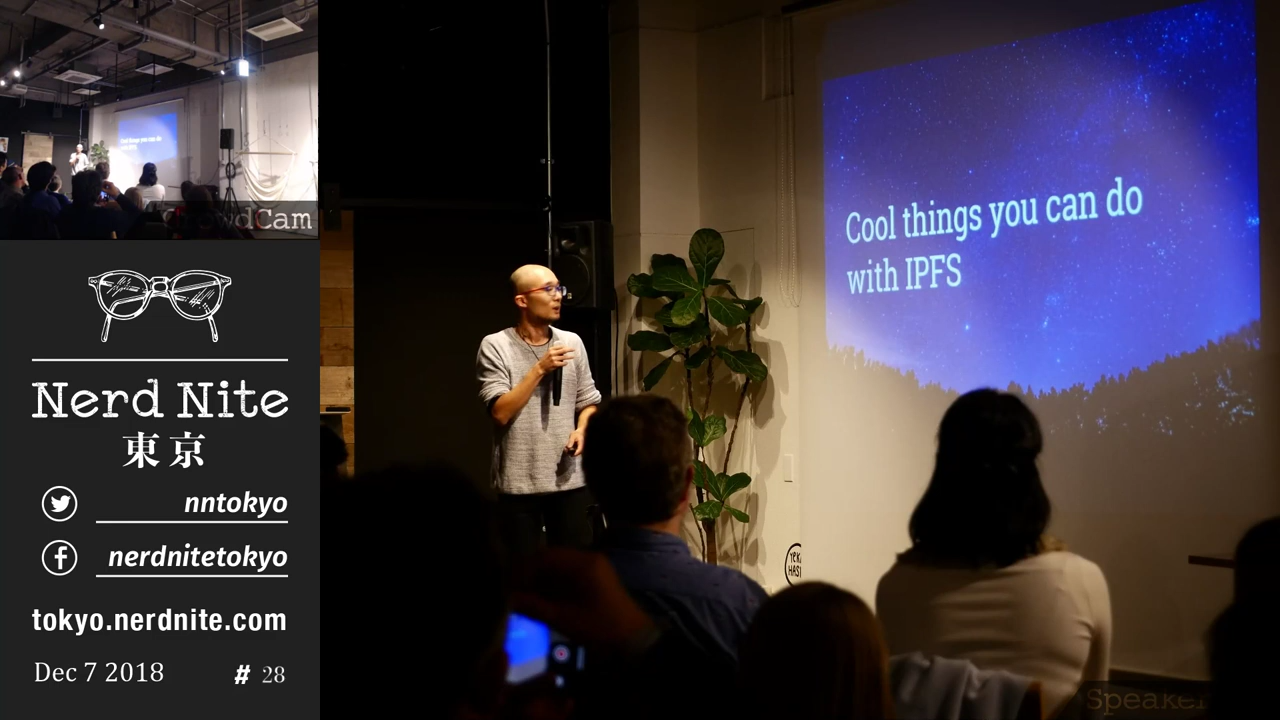 Cool things you can do
with IPFS
Nerd Nite
東京
nntokyo
nerdnitetokyo
tokyo.nerdnite.com
Dec 7 2018
# 28
Speaker